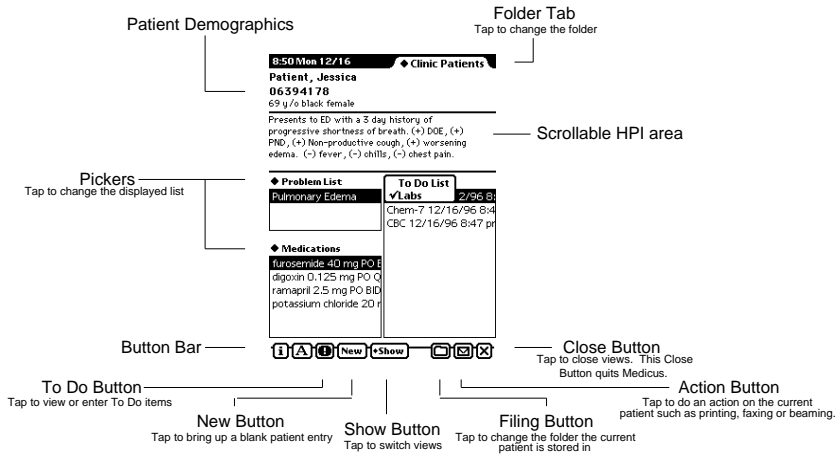 Patient Demographics
Folder Tab
Tap to change the folder
8:50 Mon 12/16
◆ Clinic Patients
Patient, Jessica
06394178
69 y/o black female
Presents to ED with a 3 day history of
progressive shortness of breath. (+) DOE, (+)
PND, (+) Non-productive cough, (+) worsening
edema. (-) fever, (-) chills, (-) chest pain.
Scrollable HPI area
Pickers
Tap to change the displayed list
◆ Problem List
Pulmonary Edema
To Do List
✓Labs
2/96 8:
Chem-7 12/16/96 8:4
CBC 12/16/96 8:47 pr
◆ Medications
furosemide 40 mg PO B
digoxin 0.125 mg PO Q
ramapril 2.5 mg PO BID
potassium chloride 20 r
Button Bar
i A New ◆Show X
Close Button
Tap to close views. This Close
Button quits Medicus.
To Do Button
Tap to view or enter To Do items
Action Button
Tap to do an action on the current
patient such as printing, faxing or beaming.
New Button
Tap to bring up a blank patient entry
Show Button
Tap to switch views
Filing Button
Tap to change the folder the current
patient is stored in